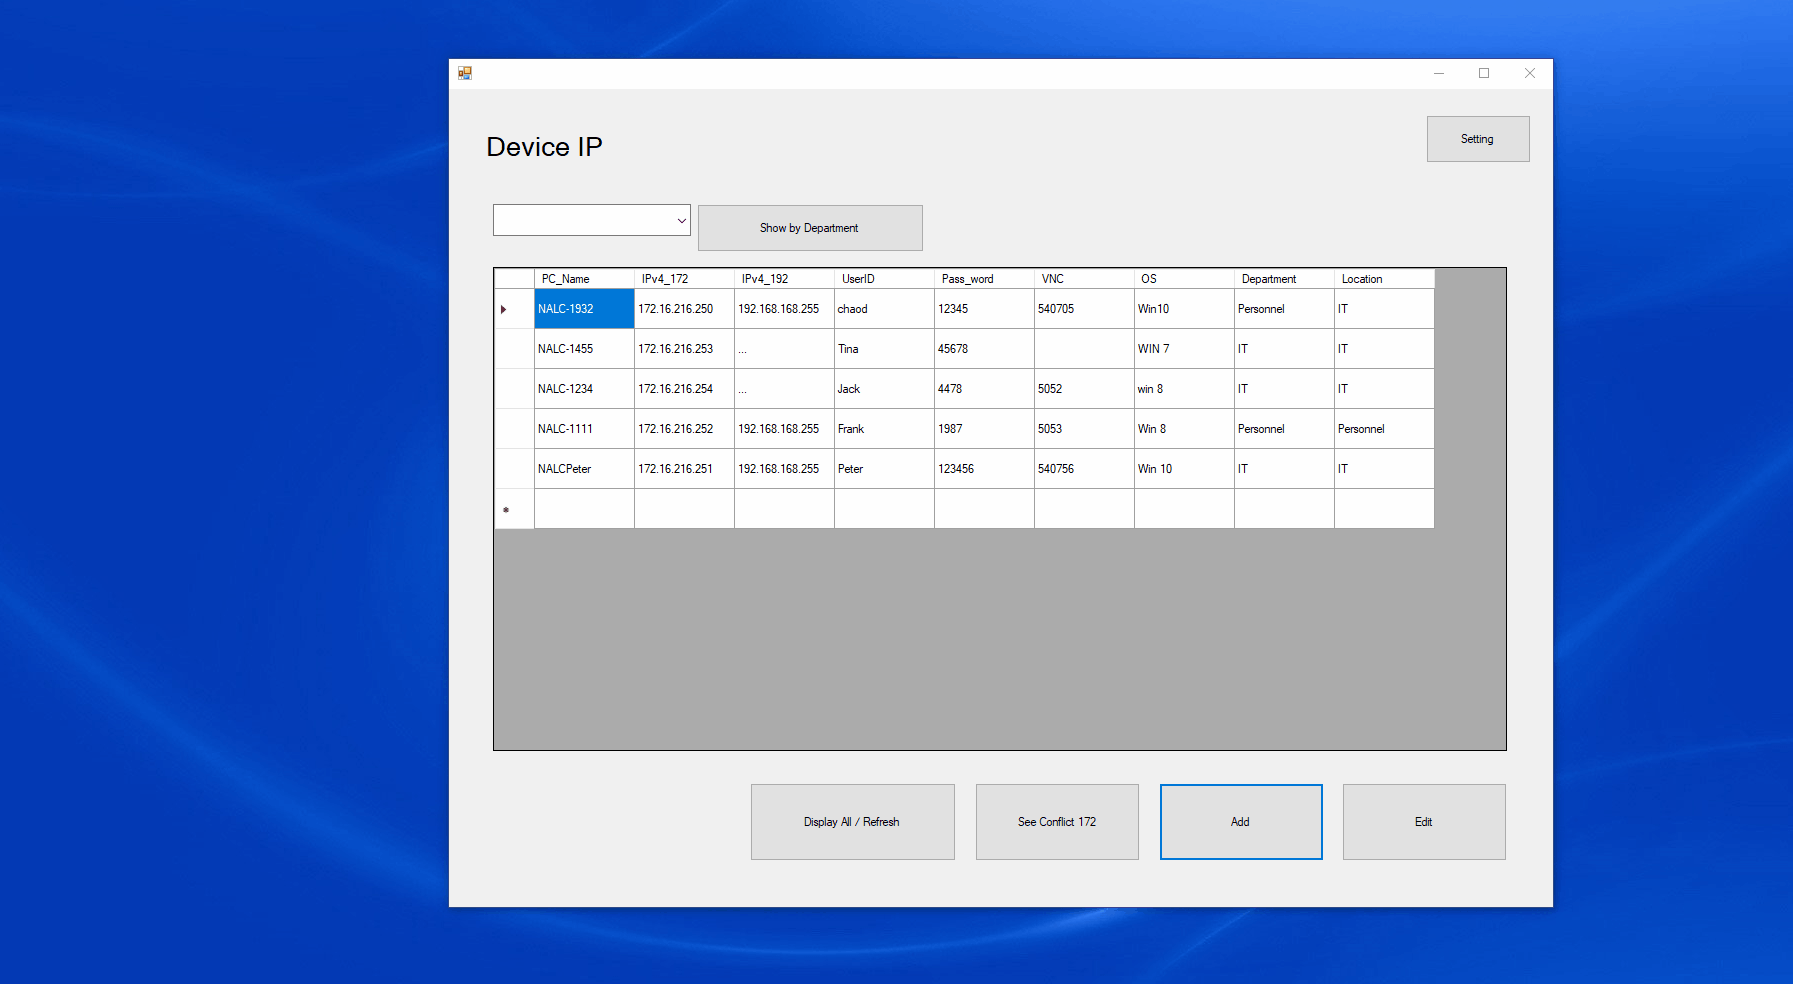 Device IP
Setting
Show by Department
PC_Name IPv4_172 IPv4_192 UserID Pass_word VNC OS Department Location
NALC-1932 172.16.216.250 192.168.168.255 chaod 12345 540705 Win10 Personnel IT
NALC-1455 172.16.216.253 ... Tina 45678 WIN 7 IT IT
NALC-1234 172.16.216.254 ... Jack 4478 5052 win 8 IT IT
NALC-1111 172.16.216.252 192.168.168.255 Frank 1987 5053 Win 8 Personnel Personnel
NALCPeter 172.16.216.251 192.168.168.255 Peter 123456 540756 Win 10 IT IT
Display All / Refresh See Conflict 172 Add Edit